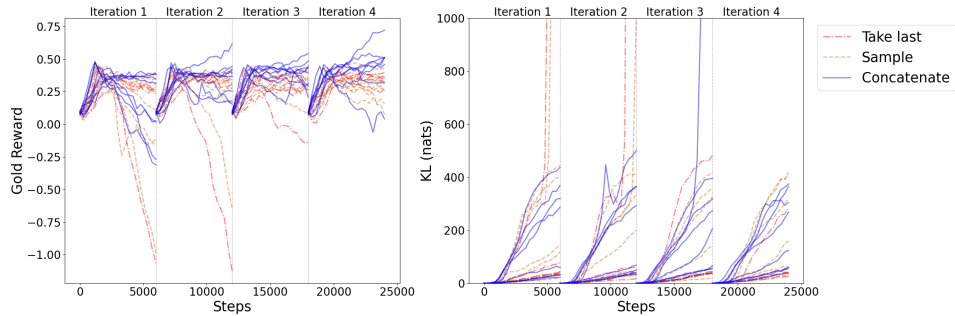 Iteration 1 Iteration 2 Iteration 3 Iteration 4
0.75
0.50
0.25
0.00
−0.25
−0.50
−0.75
−1.00
Gold Reward
0 5000 10000 15000 20000 25000
Steps
Iteration 1 Iteration 2 Iteration 3 Iteration 4
1000
800
600
400
200
0
KL (nats)
0 5000 10000 15000 20000 25000
Steps
Take last
Sample
Concatenate